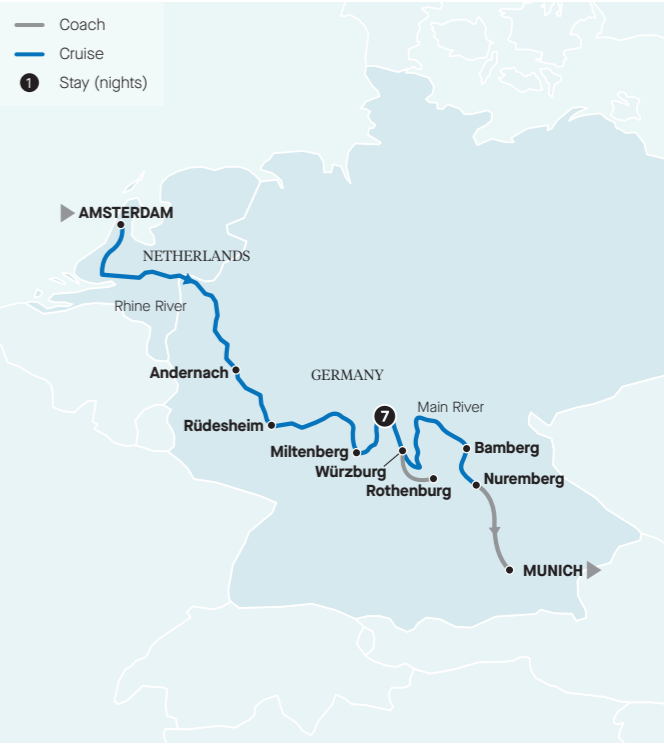 Coach
Cruise
1 Stay (nights)
AMSTERDAM
NETHERLANDS
Rhine River
Andernach
GERMANY
Rüdesheim
7
Main River
Miltenberg
Bamberg
Würzburg
Nuremberg
Rothenburg
MUNICH